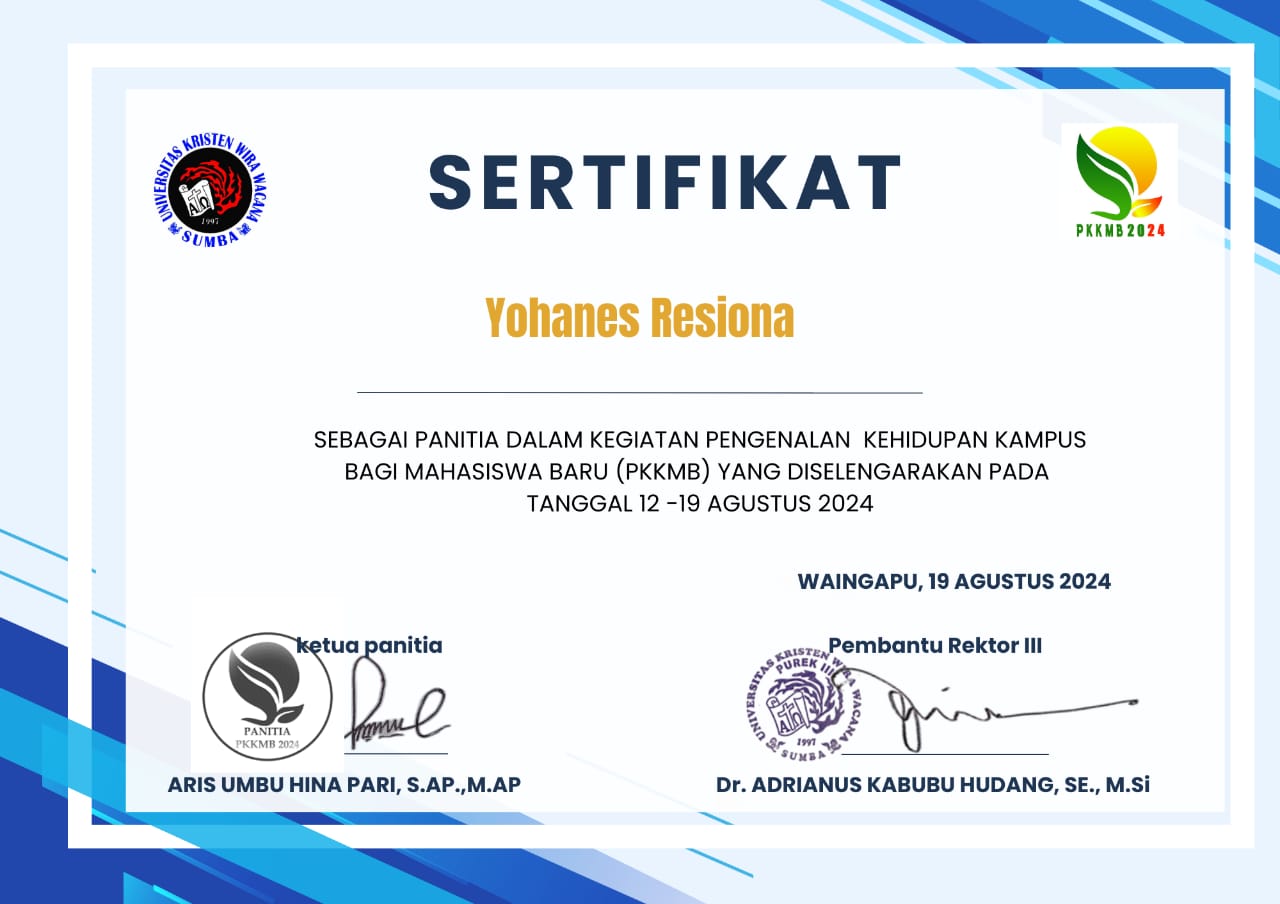 UNIVERSITAS KRISTEN WIRA WACANA
SUMBA
1997
SERTIFIKAT
PKKMB2024
Yohanes Resiona
SEBAGAI PANITIA DALAM KEGIATAN PENGENALAN  KEHIDUPAN KAMPUS
BAGI MAHASISWA BARU (PKKMB) YANG DISELENGARAKAN PADA
TANGGAL 12 -19 AGUSTUS 2024
WAINGAPU, 19 AGUSTUS 2024
ketua panitia
PANITIA
PKKMB 2024
ARIS UMBU HINA PARI, S.AP.,M.AP
Pembantu Rektor III
UNIVERSITAS KRISTEN WIRA WACANA
PUREK III
1997
SUMBA
Dr. ADRIANUS KABUBU HUDANG, SE., M.Si